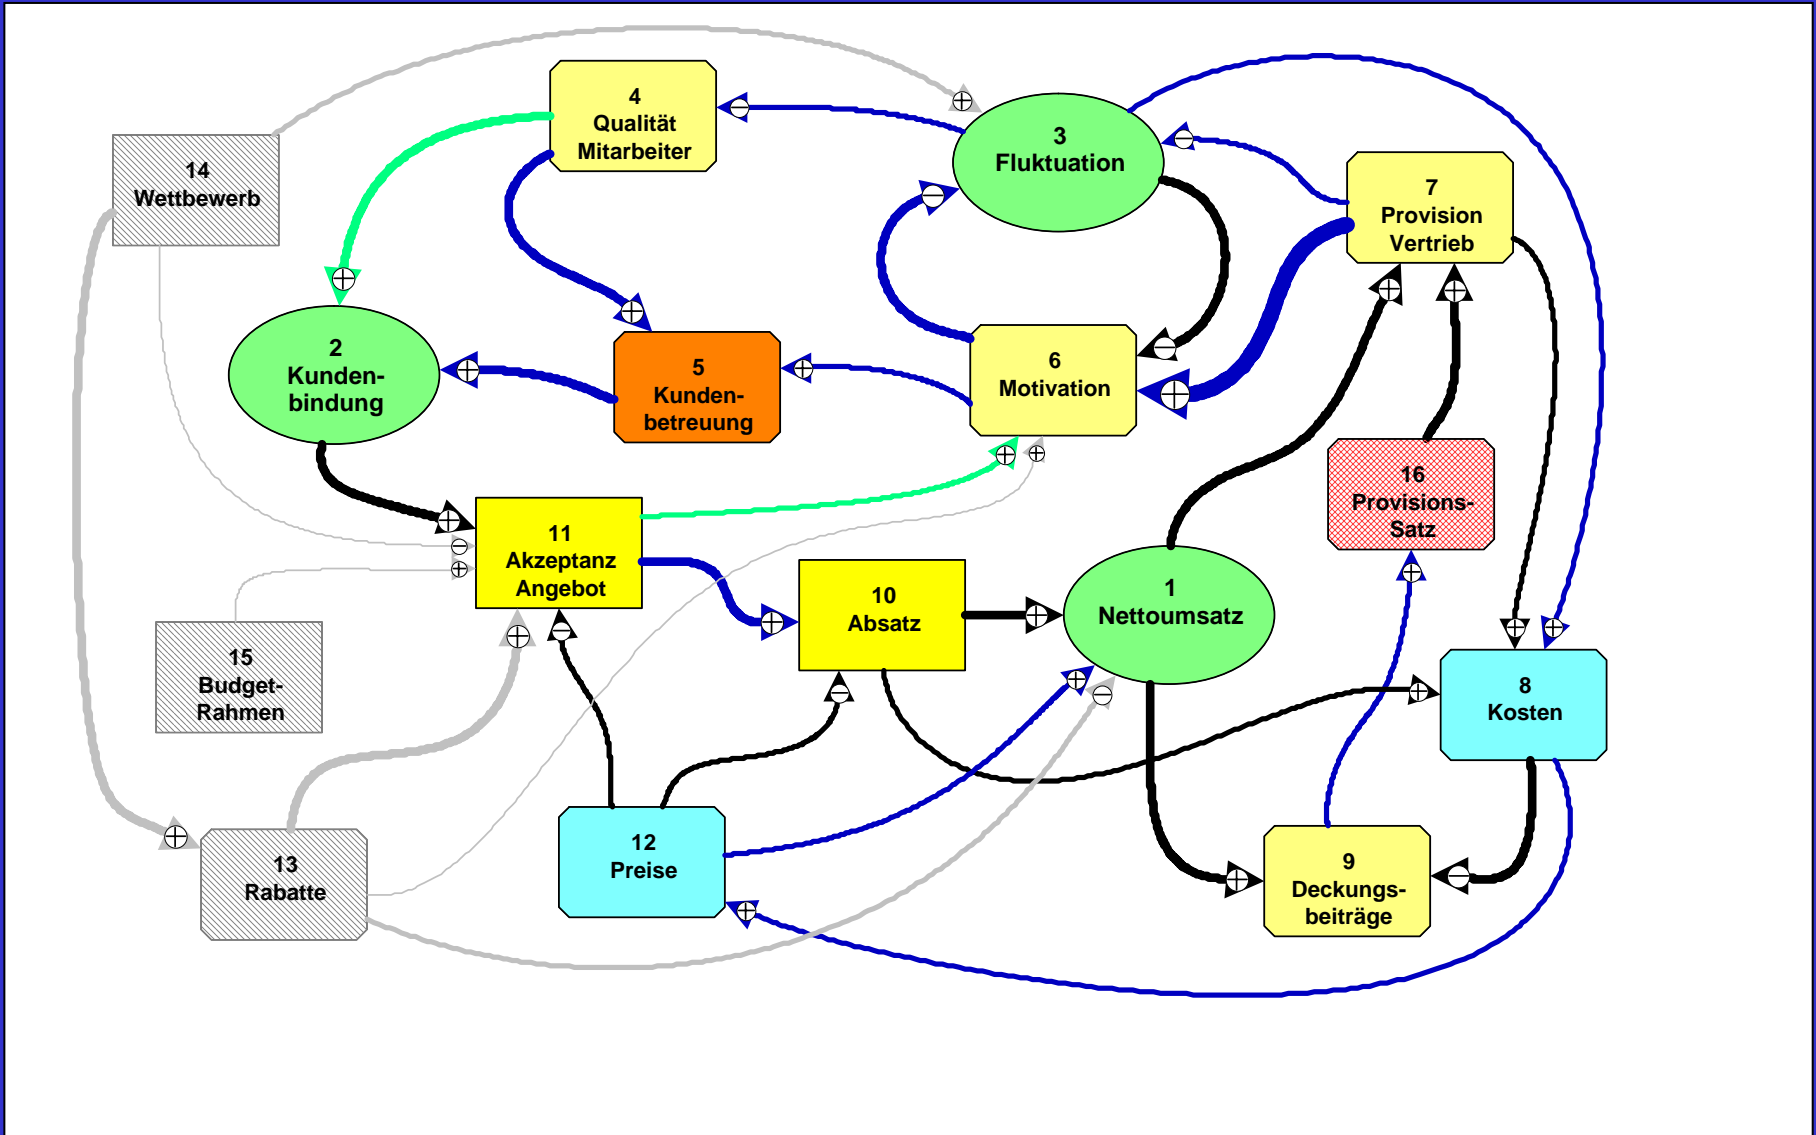 4
Qualität
Mitarbeiter
3
Fluktuation
14
Wettbewerb
7
Provision
Vertrieb
2
Kunden-
bindung
5
Kunden-
betreuung
6
Motivation
16
Provisions-
Satz
11
Akzeptanz
Angebot
10
Absatz
1
Nettoumsatz
15
Budget-
Rahmen
8
Kosten
13
Rabatte
12
Preise
9
Deckungs-
beiträge